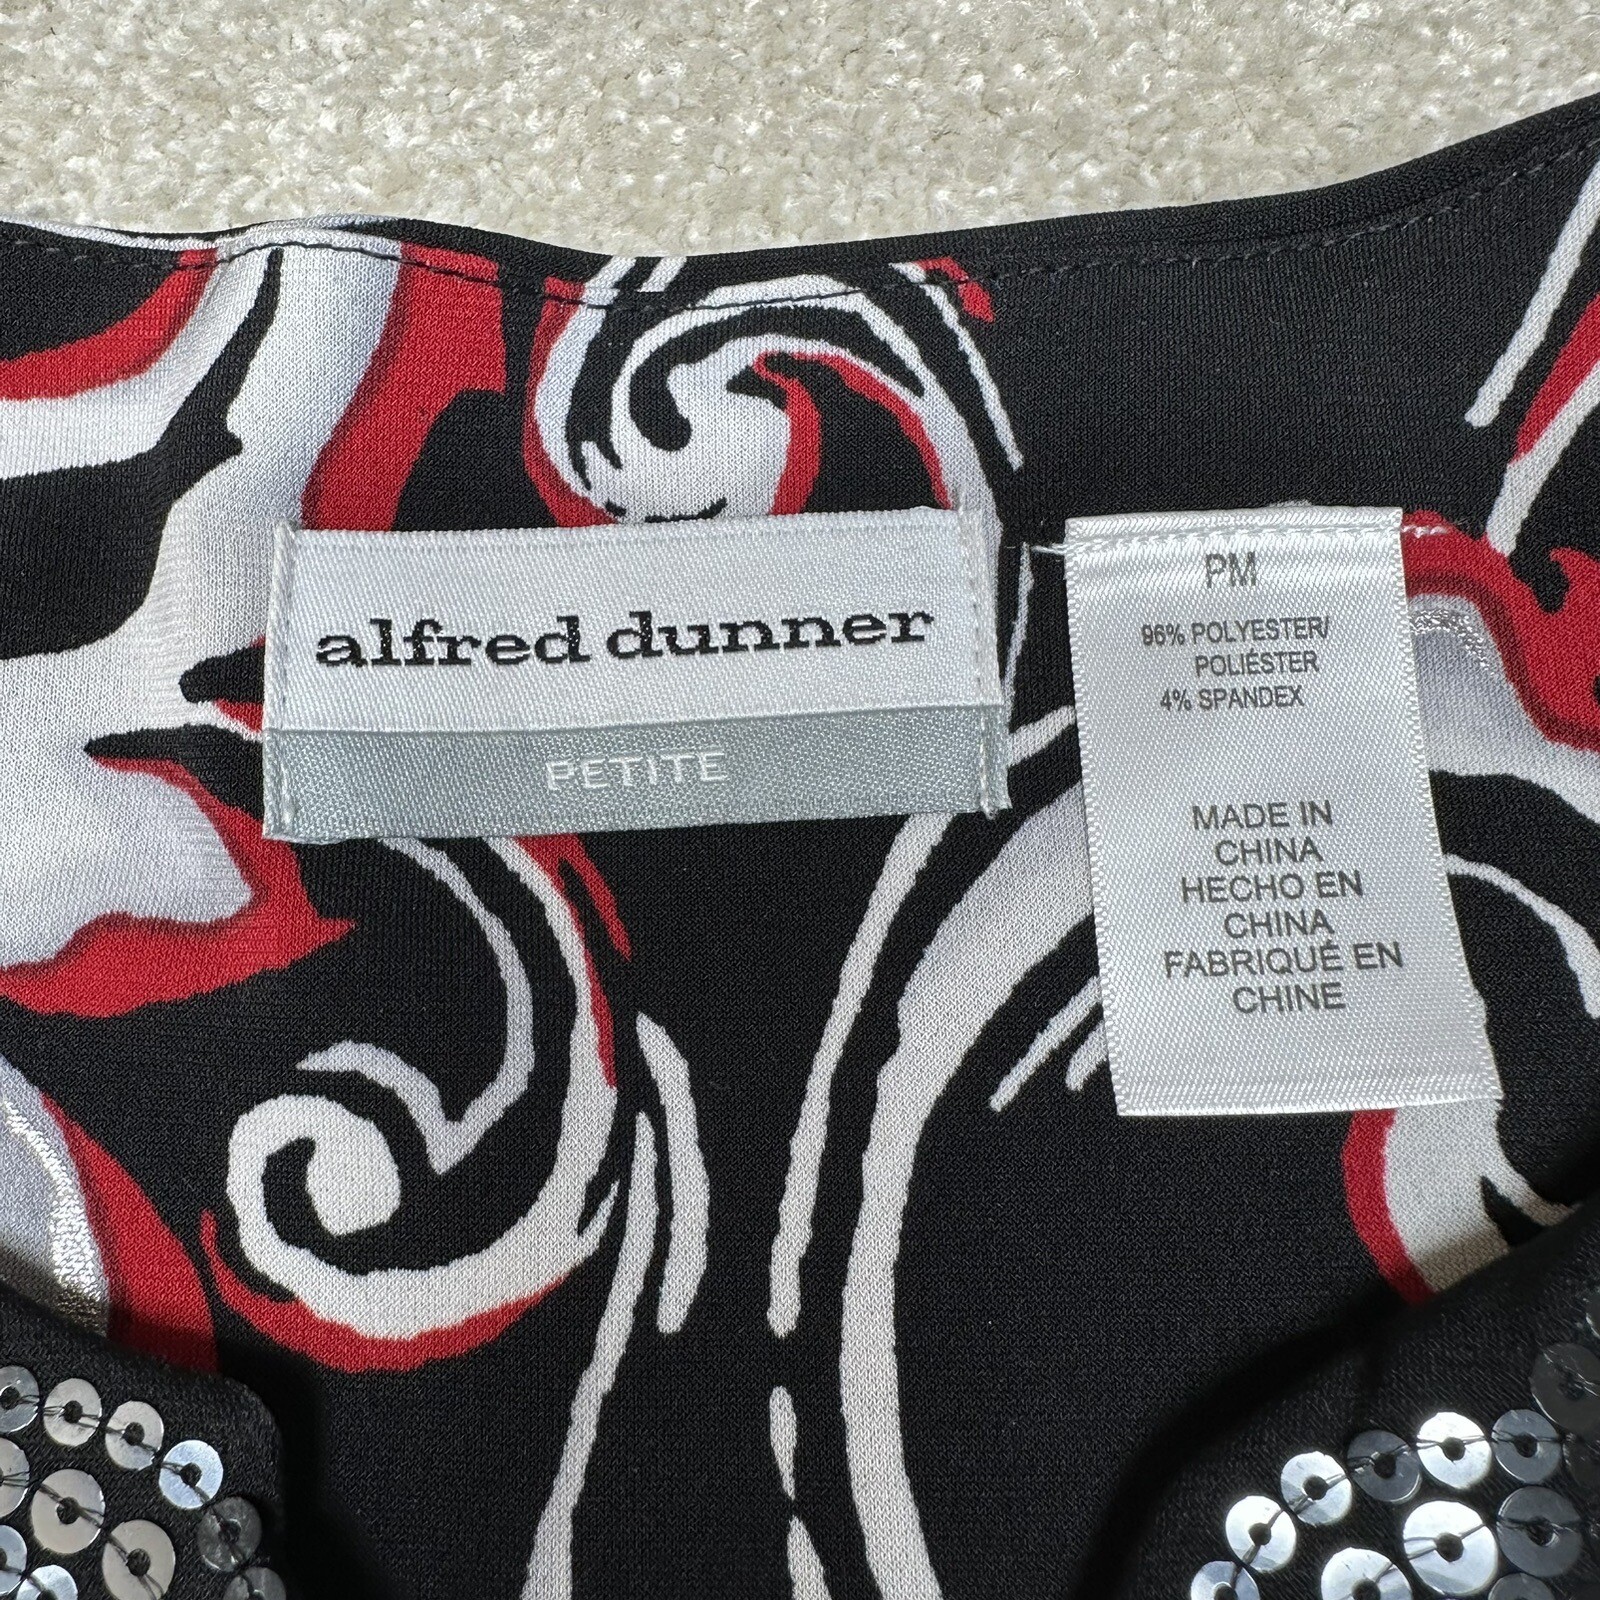 alfred dunner
PETITE
PM
96% POLYESTER/
POLIÉSTER
4% SPANDEX
MADE IN
CHINA
HECHO EN
CHINA
FABRIQUÉ EN
CHINE